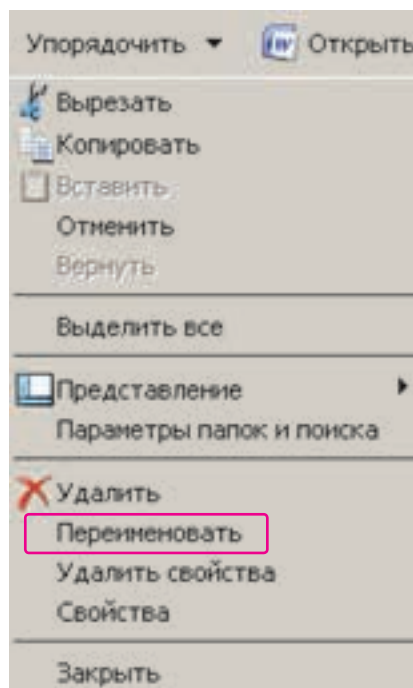 Упорядочить Открыть
Вырезать
Копировать
Вставить
Отменить
Вернуть
Выделить все
Представление
Параметры папок и поиска
Удалить
Переименовать
Удалить свойства
Свойства
Закрыть